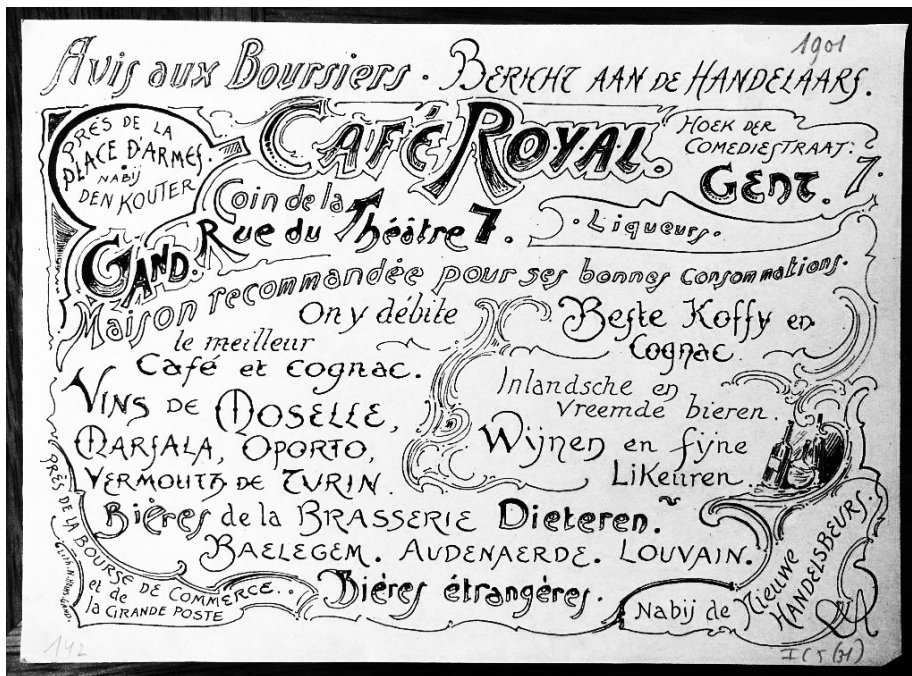 Avis aux Boursiers . BERICHT AAN DE HANDELAARS.
1901
PRÈS DE LA
PLACE D'ARMES.
NABIJ
DEN KOUTER
CAFÉ ROYAL.
HOEK DER
COMEDIESTRAAT.
GENT. 7.
Coin de la
GAND. Rue du Théâtre 7.
. Liqueurs.
Maison recommandée pour ses bonnes consommations.
On y débite
le meilleur
Café et Cognac.
Beste Koffy en
Cognac
VINS DE MOSELLE,
MARSALA, OPORTO,
VERMOUTH DE TURIN.
Inlandsche en
vreemde bieren.
Wijnen en fijne
Likeuren.
Bières de la BRASSERIE Dieteren.
BAELEGEM. AUDENAERDE. LOUVAIN.
Bières étrangères.
PRÈS DE LA BOURSE DE COMMERCE..
et de
la GRANDE POSTE
Nabij de Nieuwe
HANDELSBEURS.
142
I C 5 (31)